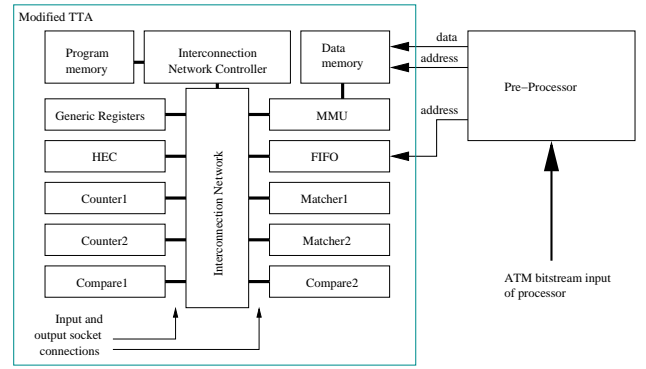 Modified TTA
Program
memory
Interconnection
Network Controller
Data
memory
data
address
Pre−Processor
Generic Registers
MMU
address
HEC
FIFO
Interconnection Network
Counter1
Matcher1
Counter2
Matcher2
Compare1
Compare2
ATM bitstream input
of processor
Input and
output socket
connections